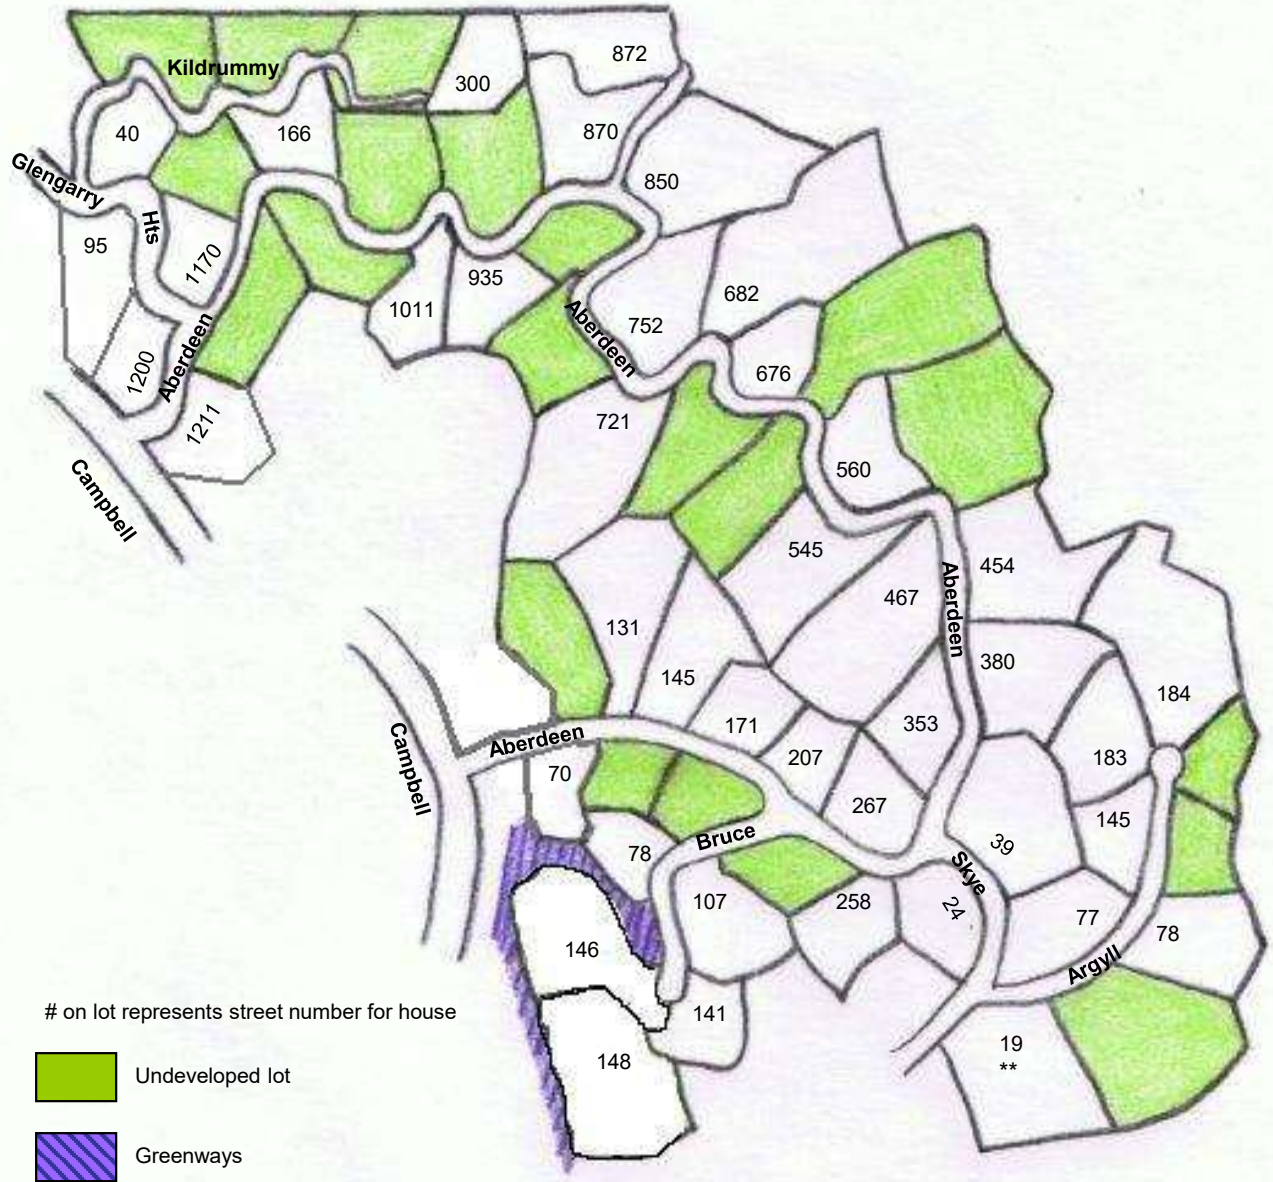 872
Kildrummy
300
40
166
870
Glengarry
850
Hts
95
1170
935
682
1011
Aberdeen
752
Aberdeen
676
1200
721
1211
560
Campbell
545
Aberdeen
454
467
131
380
145
184
171
353
Aberdeen
Campbell
207
183
70
267
145
Bruce
39
78
Skye
107
258
24
77
78
146
Argyll
# on lot represents street number for house
141
19
**
148
Undeveloped lot
Greenways